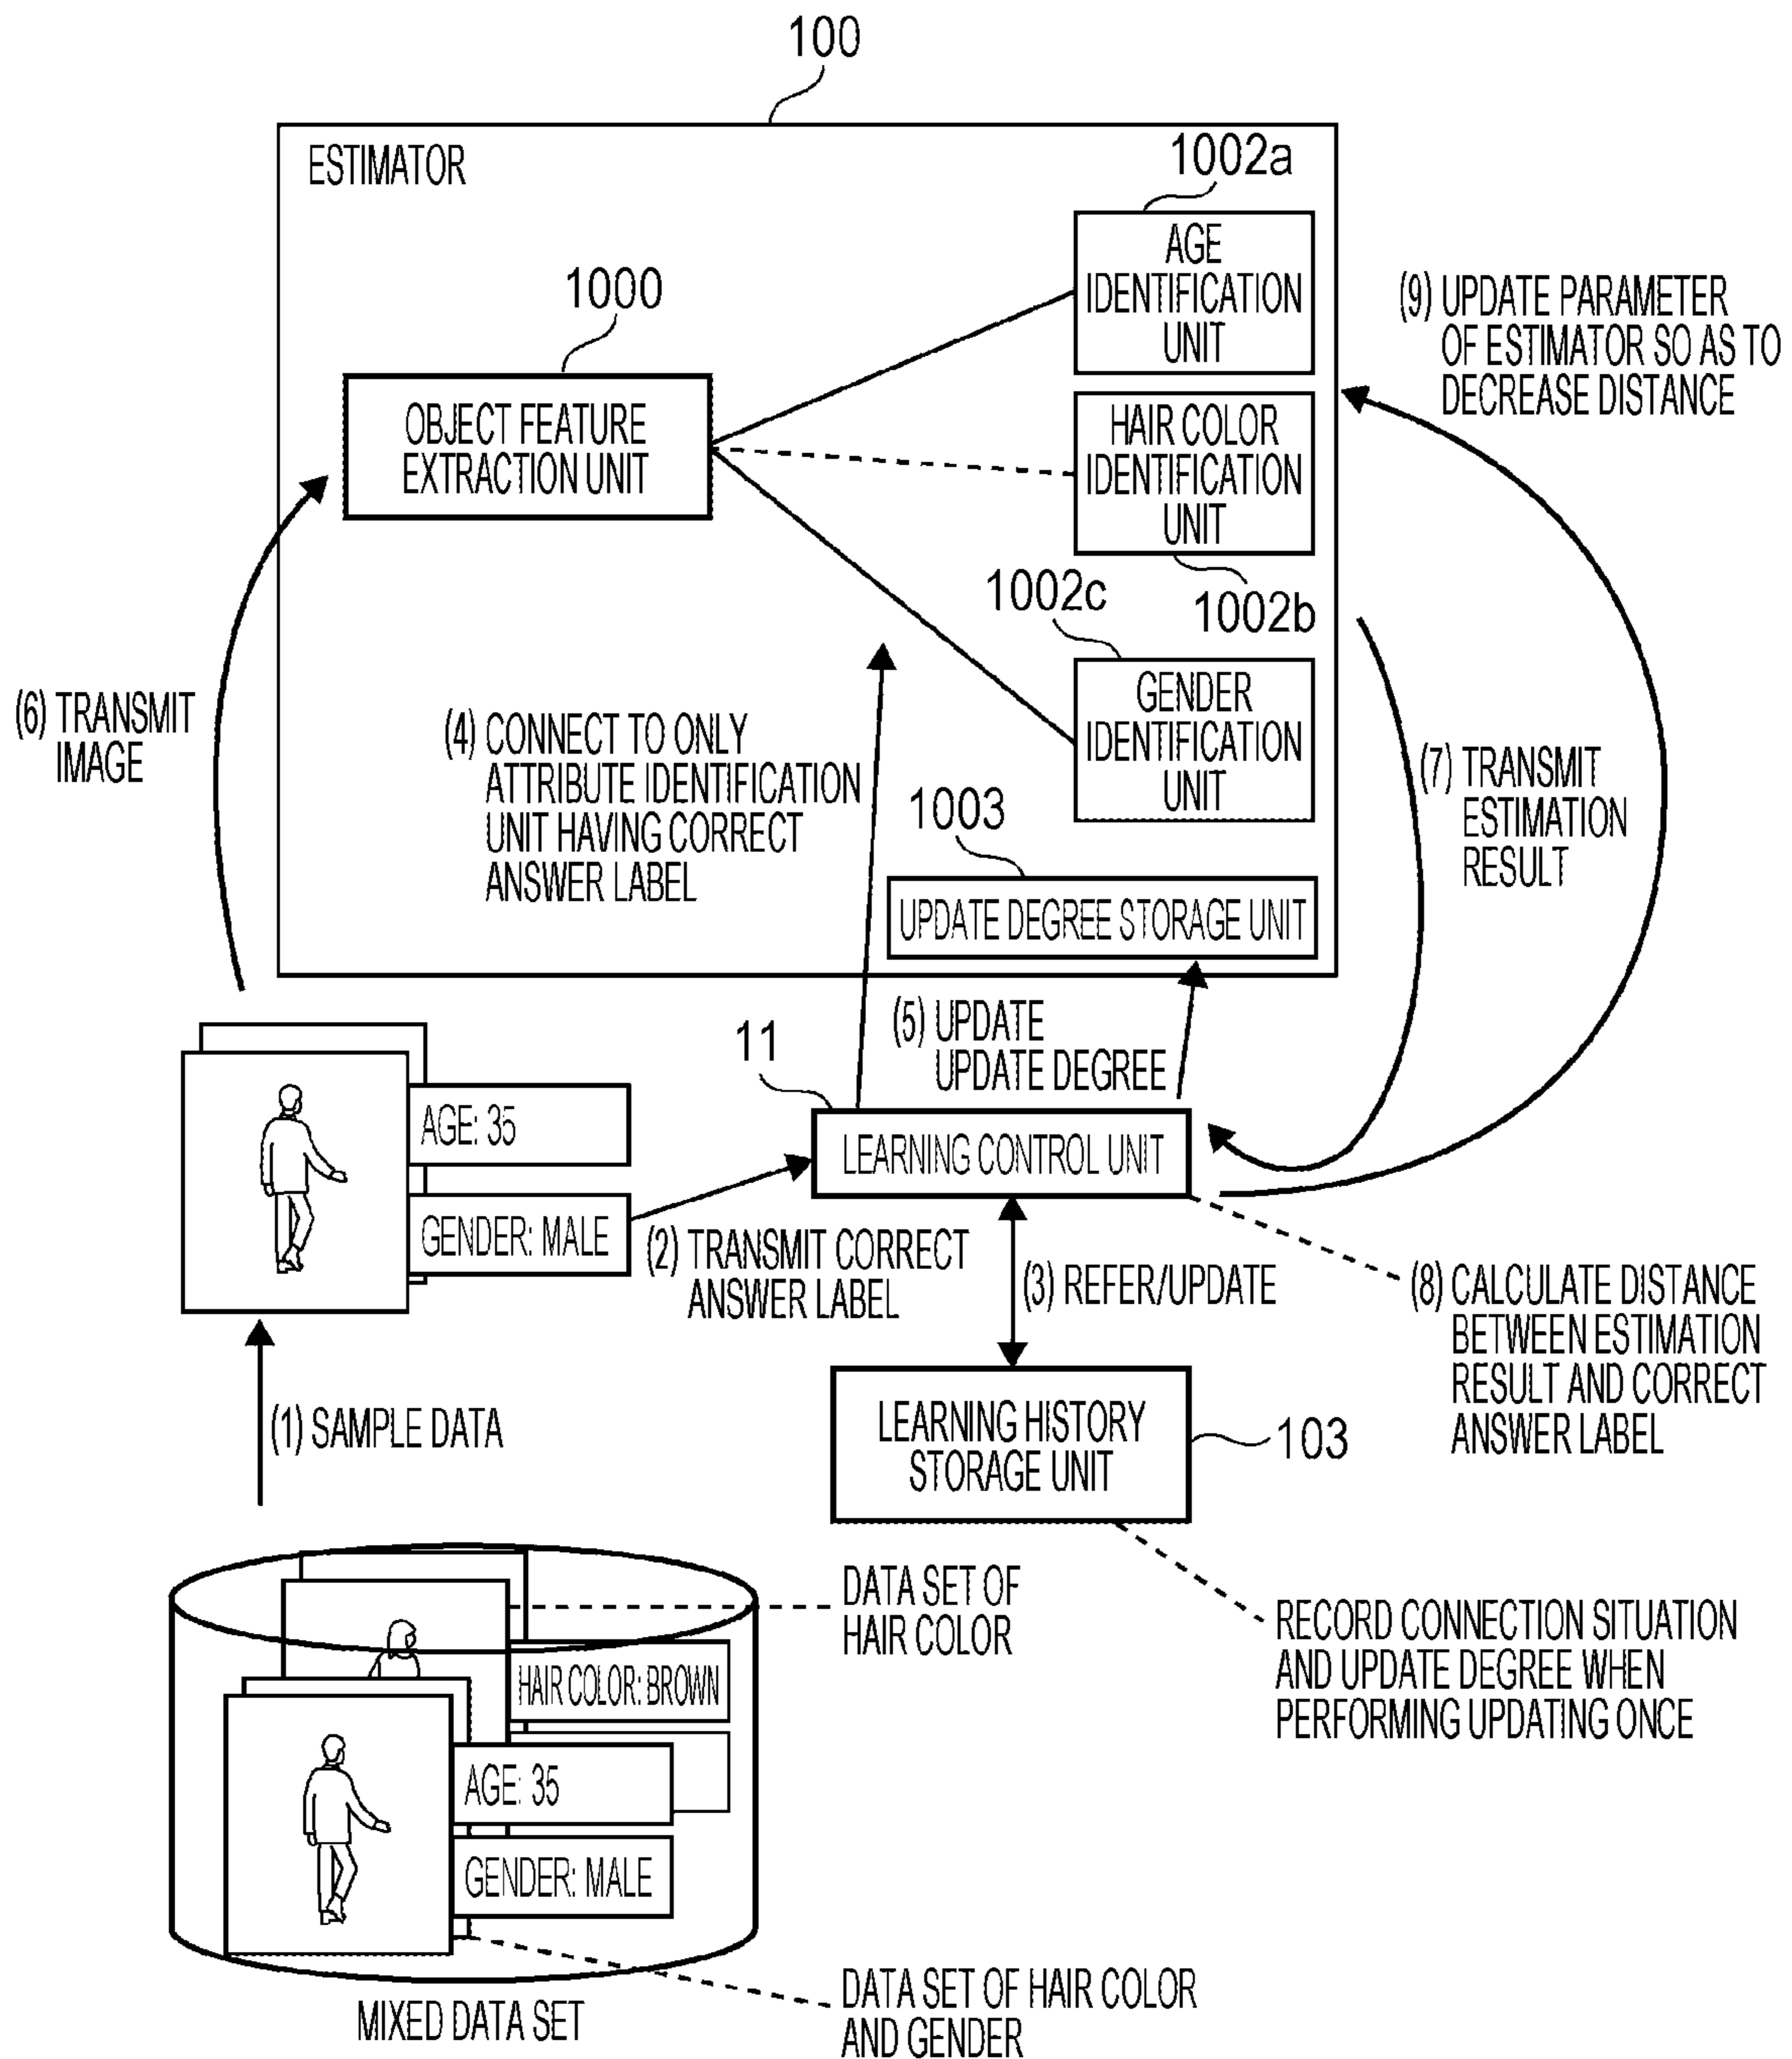 100
ESTIMATOR
1002a
AGE
IDENTIFICATION
UNIT
1000
OBJECT FEATURE
EXTRACTION UNIT
HAIR COLOR
IDENTIFICATION
UNIT
1002b
1002c
GENDER
IDENTIFICATION
UNIT
(9) UPDATE PARAMETER
OF ESTIMATOR SO AS TO
DECREASE DISTANCE
(6) TRANSMIT
IMAGE
(4) CONNECT TO ONLY
ATTRIBUTE IDENTIFICATION
UNIT HAVING CORRECT
ANSWER LABEL
(7) TRANSMIT
ESTIMATION
RESULT
1003
UPDATE DEGREE STORAGE UNIT
(5) UPDATE
UPDATE DEGREE
11
LEARNING CONTROL UNIT
AGE: 35
GENDER: MALE
(2) TRANSMIT CORRECT
ANSWER LABEL
(3) REFER/UPDATE
(8) CALCULATE DISTANCE
BETWEEN ESTIMATION
RESULT AND CORRECT
ANSWER LABEL
(1) SAMPLE DATA
LEARNING HISTORY
STORAGE UNIT
103
DATA SET OF
HAIR COLOR
RECORD CONNECTION SITUATION
AND UPDATE DEGREE WHEN
PERFORMING UPDATING ONCE
HAIR COLOR: BROWN
AGE: 35
GENDER: MALE
DATA SET OF HAIR COLOR
AND GENDER
MIXED DATA SET